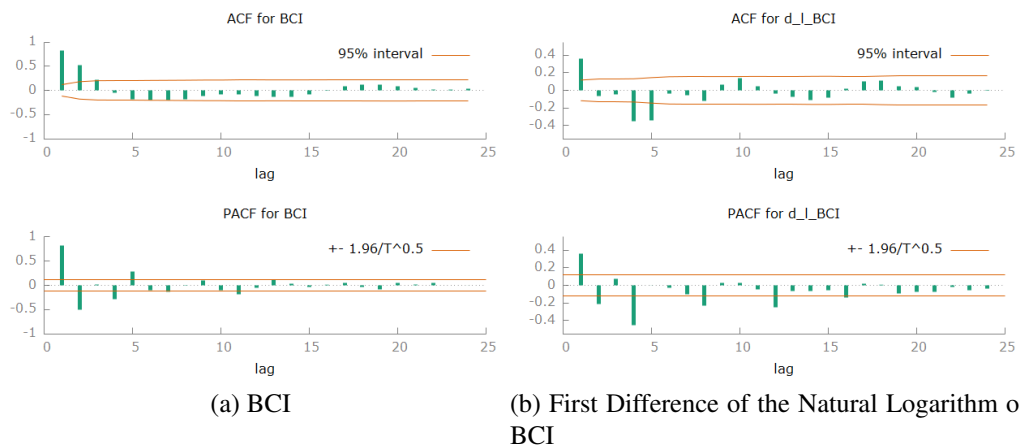 ACF for BCI
1
0.5
0
-0.5
-1
95% interval
0 5 10 15 20 25
lag
PACF for BCI
1
0.5
0
-0.5
-1
+- 1.96/T^0.5
0 5 10 15 20 25
lag
(a) BCI
ACF for d_l_BCI
0.4
0.2
0
-0.2
-0.4
95% interval
0 5 10 15 20 25
lag
PACF for d_l_BCI
0.4
0.2
0
-0.2
-0.4
+- 1.96/T^0.5
0 5 10 15 20 25
lag
(b) First Difference of the Natural Logarithm o
BCI